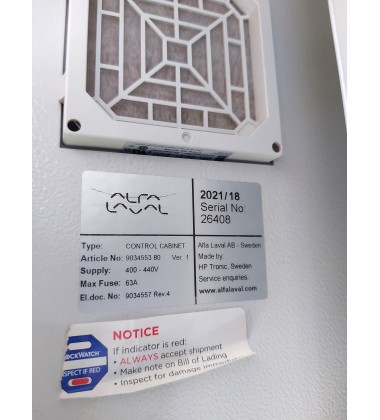 ALFA
LAVAL
2021/18
Serial No:
26408
Type: CONTROL CABINET
Article No: 9034553 80 Ver. 1
Supply: 400 - 440V
Max Fuse: 63A
El.doc. No: 9034557 Rev.4
Alfa Laval AB - Sweden
Made by:
HP Tronic, Sweden
Service enquiries:
www.alfalaval.com
SHOCKWATCH
INSPECT IF RED
NOTICE
If indicator is red:
• ALWAYS accept shipment
• Make note on Bill of Lading
• Inspect for damage immediately